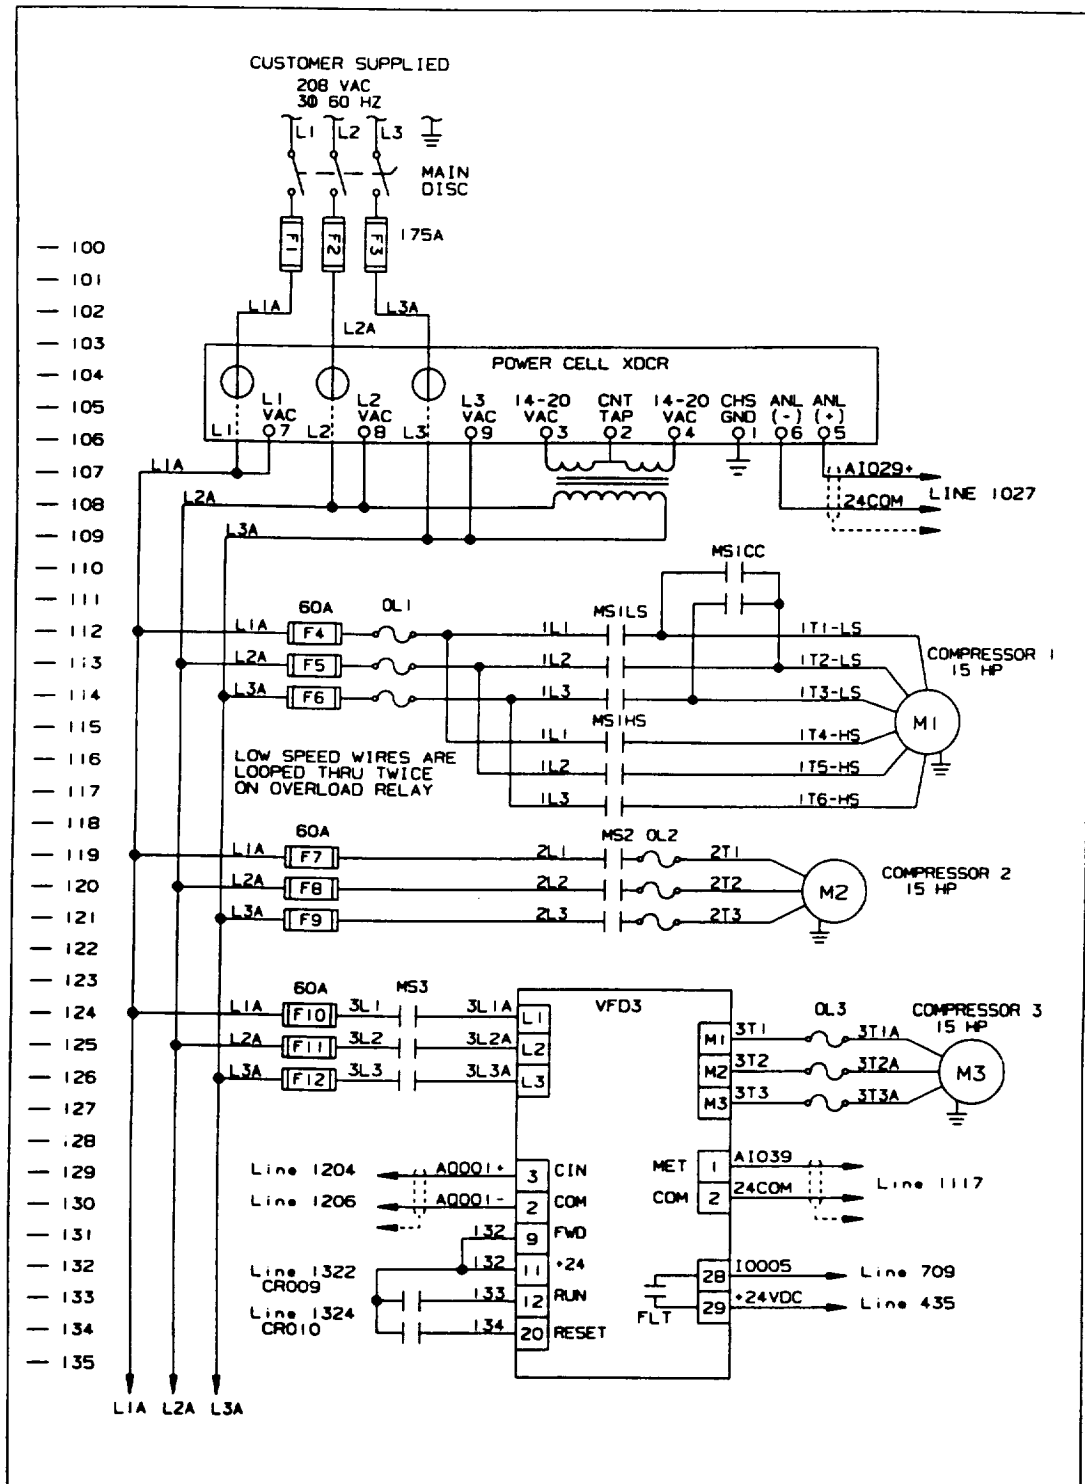 CUSTOMER SUPPLIED
208 VAC
3Φ 60 HZ
L1 L2 L3
MAIN
DISC
F1 F2 F3 175A
— 100
— 101
— 102 L1A L3A
L2A
— 103
POWER CELL XDCR
— 104
— 105 L1 VAC L2 VAC L3 VAC 14-20 VAC CNT TAP 14-20 VAC CHS GND ANL (-) ANL (+)
— 106 L1 7 L2 8 L3 9 3 2 4 1 6 5
— 107 L1A AI029+
LINE 1027
— 108 L2A 24COM
— 109 L3A
— 110 MS1CC
— 111 60A OL1 MS1LS
— 112 L1A F4 1L1 1T1-LS
— 113 L2A F5 1L2 1T2-LS COMPRESSOR 1
15 HP
— 114 L3A F6 1L3 1T3-LS
M1
— 115 MS1HS 1L1 1T4-HS
— 116 LOW SPEED WIRES ARE 1L2 1T5-HS
LOOPED THRU TWICE
— 117 ON OVERLOAD RELAY 1L3 1T6-HS
— 118 60A MS2 OL2
— 119 L1A F7 2L1 2T1
COMPRESSOR 2
— 120 L2A F8 2L2 2T2 M2 15 HP
— 121 L3A F9 2L3 2T3
— 122
— 123 60A MS3
— 124 L1A F10 3L1 3L1A L1 VFD3 OL3 COMPRESSOR 3
15 HP
M1 3T1 3T1A
— 125 L2A F11 3L2 3L2A L2
M2 3T2 3T2A M3
— 126 L3A F12 3L3 3L3A L3
M3 3T3 3T3A
— 127
— 128
— 129 Line 1204 AO001+ 3 CIN MET 1 AI039
Line 1117
— 130 Line 1206 AO001- 2 COM COM 2 24COM
— 131 132 9 FWD
— 132 Line 1322 132 11 +24 28 I0005 Line 709
CR009
— 133 133 12 RUN FLT 29 +24VDC Line 435
Line 1324
— 134 CR010 134 20 RESET
— 135
L1A L2A L3A